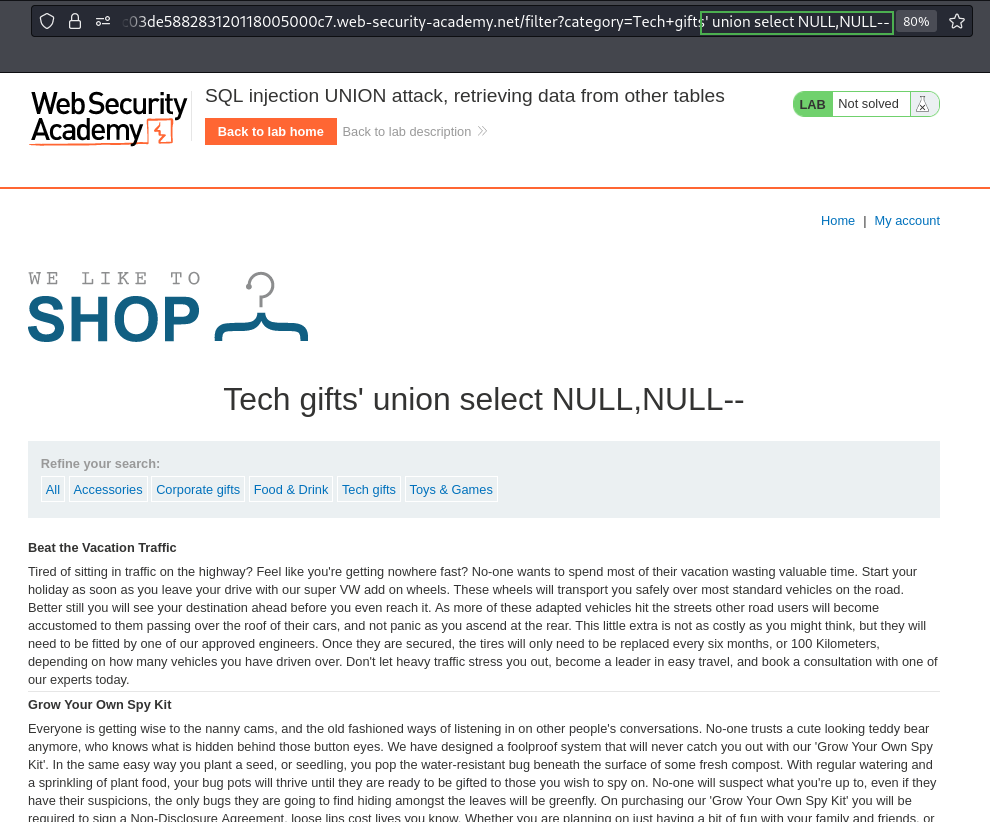 c03de588283120118005000c7.web-security-academy.net/filter?category=Tech+gifts' union select NULL,NULL-- 80%
WebSecurity
Academy
SQL injection UNION attack, retrieving data from other tables
Back to lab home Back to lab description
LAB Not solved
Home | My account
WE LIKE TO
SHOP
Tech gifts' union select NULL,NULL--
Refine your search:
All Accessories Corporate gifts Food & Drink Tech gifts Toys & Games
Beat the Vacation Traffic
Tired of sitting in traffic on the highway? Feel like you're getting nowhere fast? No-one wants to spend most of their vacation wasting valuable time. Start your
holiday as soon as you leave your drive with our super VW add on wheels. These wheels will transport you safely over most standard vehicles on the road.
Better still you will see your destination ahead before you even reach it. As more of these adapted vehicles hit the streets other road users will become
accustomed to them passing over the roof of their cars, and not panic as you ascend at the rear. This little extra is not as costly as you might think, but they will
need to be fitted by one of our approved engineers. Once they are secured, the tires will only need to be replaced every six months, or 100 Kilometers,
depending on how many vehicles you have driven over. Don't let heavy traffic stress you out, become a leader in easy travel, and book a consultation with one of
our experts today.
Grow Your Own Spy Kit
Everyone is getting wise to the nanny cams, and the old fashioned ways of listening in on other people's conversations. No-one trusts a cute looking teddy bear
anymore, who knows what is hidden behind those button eyes. We have designed a foolproof system that will never catch you out with our 'Grow Your Own Spy
Kit'. In the same easy way you plant a seed, or seedling, you pop the water-resistant bug beneath the surface of some fresh compost. With regular watering and
a sprinkling of plant food, your bug pots will thrive until they are ready to be gifted to those you wish to spy on. No-one will suspect what you're up to, even if they
have their suspicions, the only bugs they are going to find hiding amongst the leaves will be greenfly. On purchasing our 'Grow Your Own Spy Kit' you will be
required to sign a Non-Disclosure Agreement, loose lips cost lives you know. Whether you are planning on just having a bit of fun with your family and friends, or